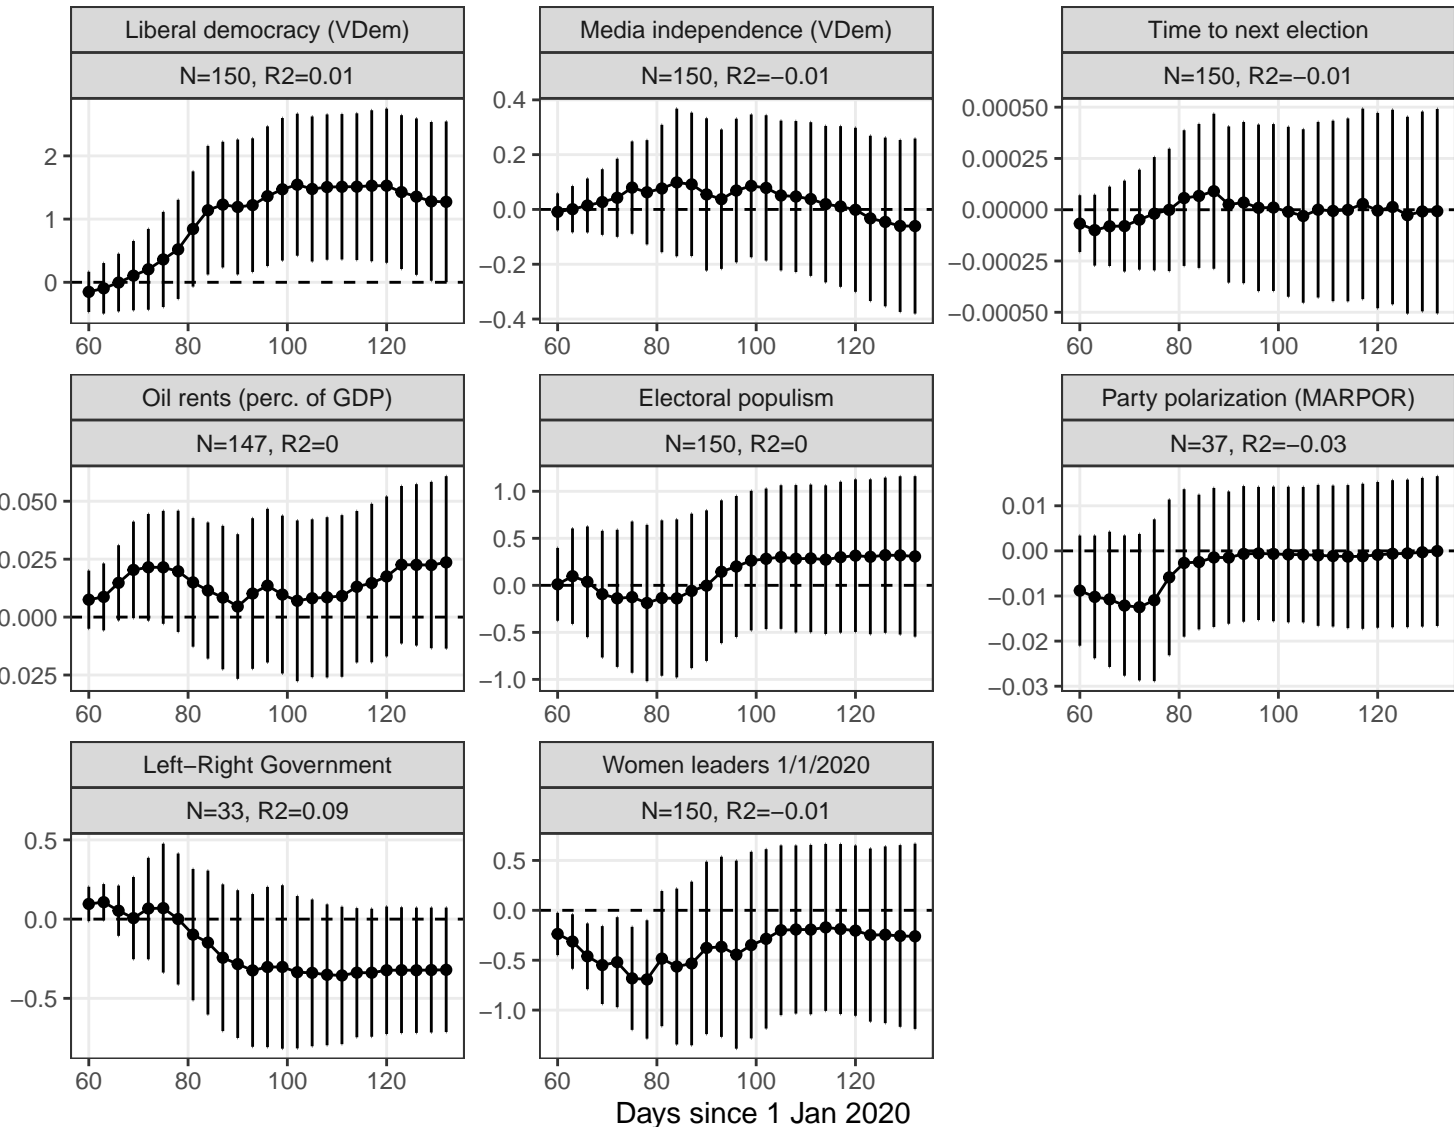 Liberal democracy (VDem)
N=150, R2=0.01
2
1
0
60 80 100 120
Media independence (VDem)
N=150, R2=−0.01
0.4
0.2
0.0
−0.2
−0.4
60 80 100 120
Time to next election
N=150, R2=−0.01
0.00050
0.00025
0.00000
−0.00025
−0.00050
60 80 100 120
Oil rents (perc. of GDP)
N=147, R2=0
0.050
0.025
0.000
0.025
60 80 100 120
Electoral populism
N=150, R2=0
1.0
0.5
0.0
−0.5
−1.0
60 80 100 120
Party polarization (MARPOR)
N=37, R2=−0.03
0.01
0.00
−0.01
−0.02
−0.03
60 80 100 120
Left−Right Government
N=33, R2=0.09
0.5
0.0
−0.5
60 80 100 120
Women leaders 1/1/2020
N=150, R2=−0.01
0.5
0.0
−0.5
−1.0
60 80 100 120
Days since 1 Jan 2020